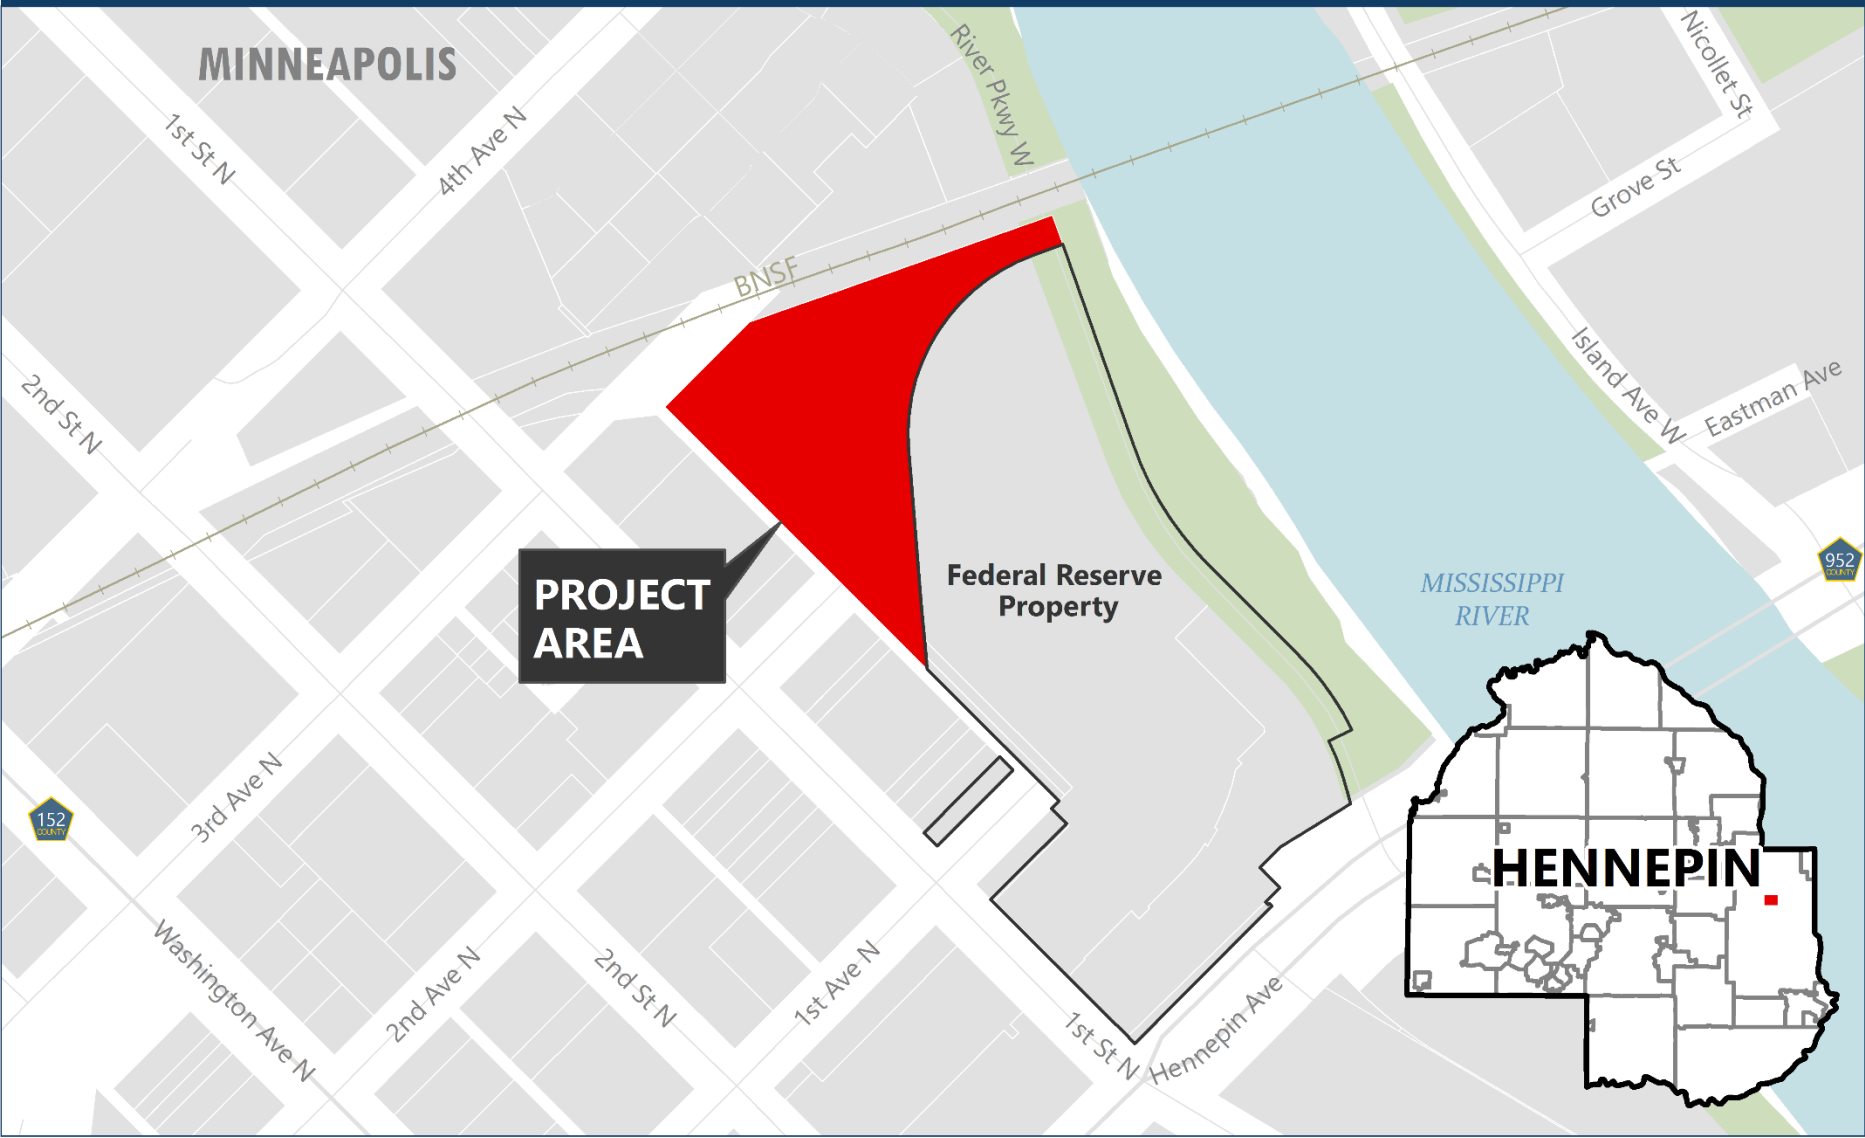 MINNEAPOLIS
River Pkwy W
Nicollet St
1st St N
4th Ave N
Grove St
BNSF
Island Ave W
Eastman Ave
2nd St N
PROJECT
AREA
Federal Reserve
Property
MISSISSIPPI
RIVER
952
COUNTY
152
COUNTY
3rd Ave N
HENNEPIN
Washington Ave N
2nd Ave N
2nd St N
1st Ave N
1st St N
Hennepin Ave